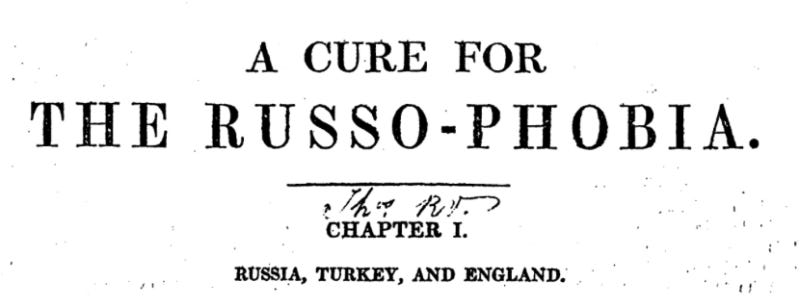 A CURE FOR
THE RUSSO-PHOBIA.
CHAPTER I.
RUSSIA, TURKEY, AND ENGLAND.